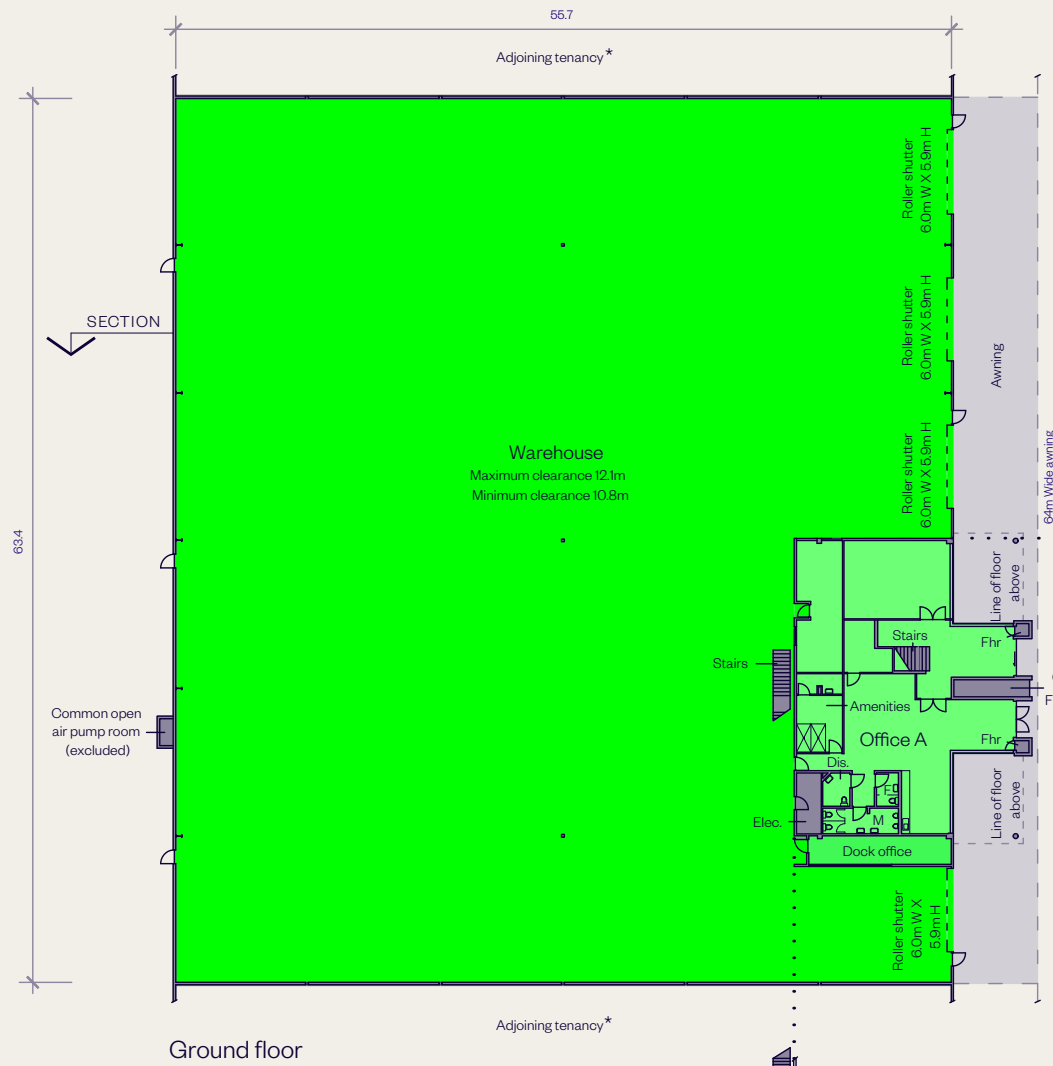 55.7
Adjoining tenancy*
Roller shutter
6.0m W X 5.9m H
SECTION
Roller shutter
6.0m W X 5.9m H
Awning
Warehouse
Maximum clearance 12.1m
Minimum clearance 10.8m
Roller shutter
6.0m W X 5.9m H
64m Wide awning
63.4
Line of floor
above
Stairs
Fhr
Stairs
F
Common open
air pump room
(excluded)
Amenities
Office A
Fhr
Dis.
F
Line of floor
above
Elec.
M
Dock office
Roller shutter
6.0m W X
5.9m H
Adjoining tenancy*
Ground floor